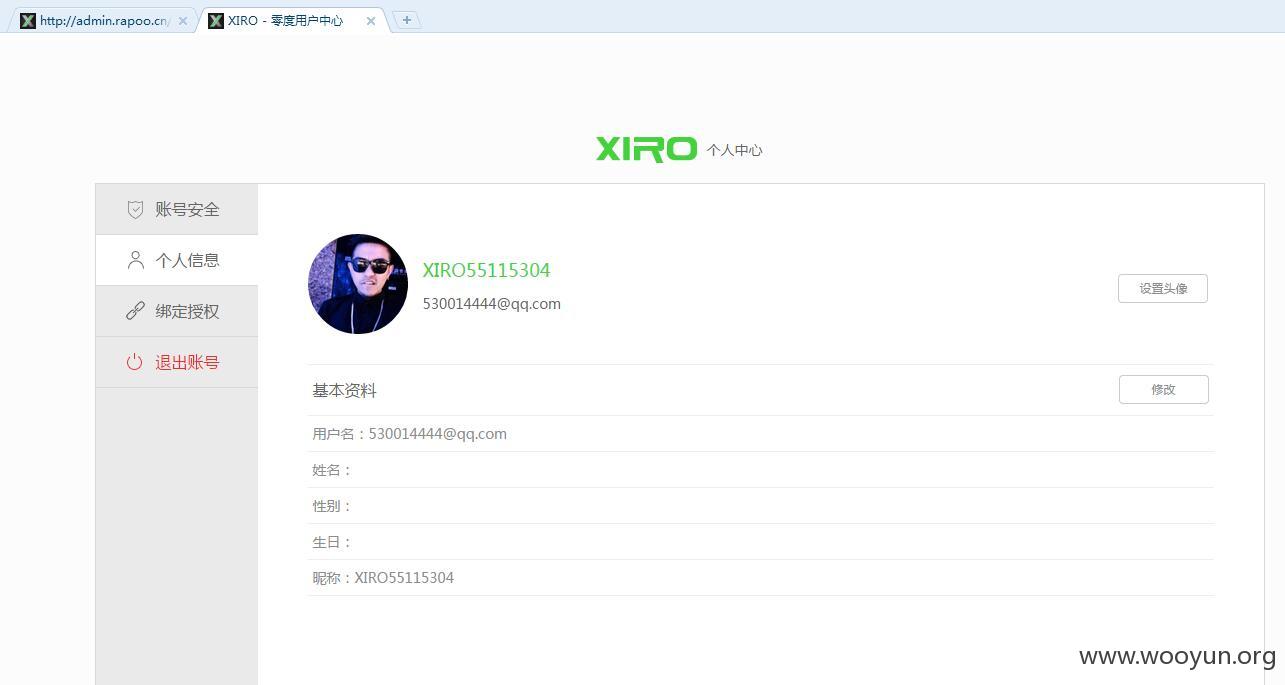 http://admin.rapoo.cn/
XIRO - 零度用户中心
XIRO 个人中心
账号安全
个人信息
绑定授权
退出账号
XIRO55115304
530014444@qq.com
设置头像
基本资料
修改
用户名：530014444@qq.com
姓名：
性别：
生日：
昵称：XIRO55115304
www.wooyun.org